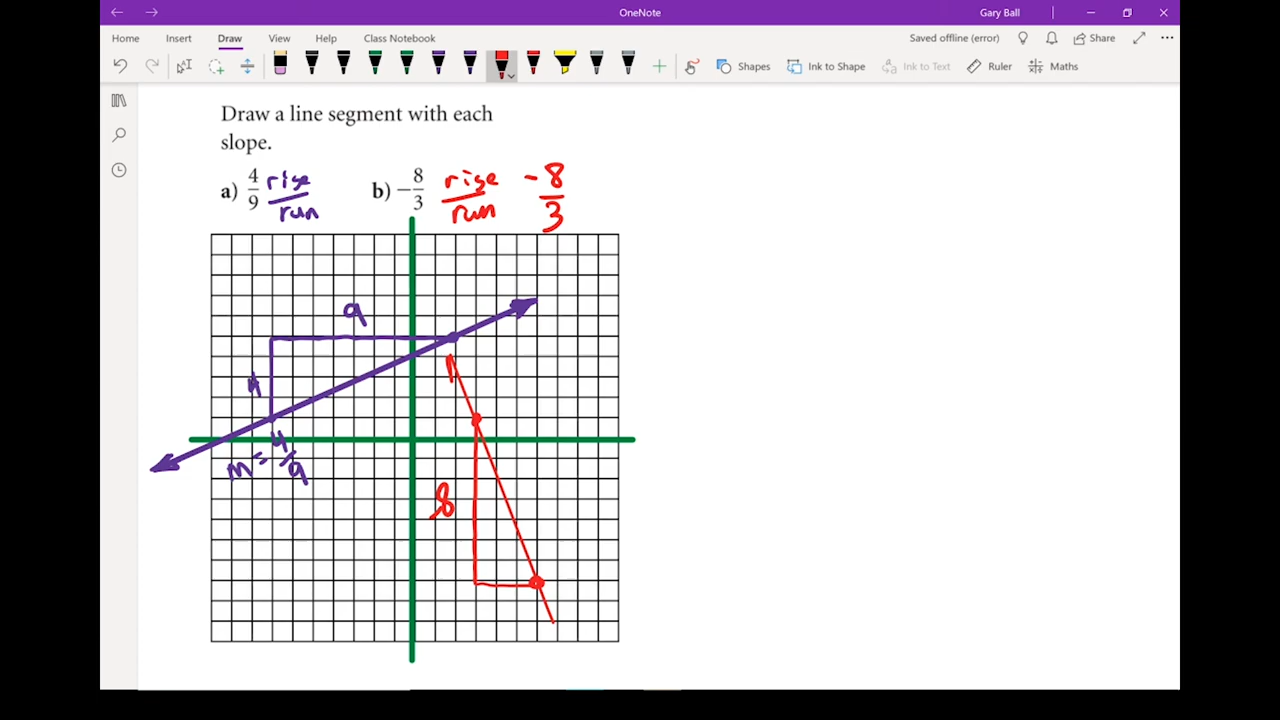 OneNote
Gary Ball
Home Insert Draw View Help Class Notebook
Saved offline (error)
Share
Shapes
Ink to Shape
Ink to Text
Ruler
Maths
Draw a line segment with each
slope.
a) 4/9 rise/run
b) −8/3 rise/run -8/3
9
4
m = 4/9
8